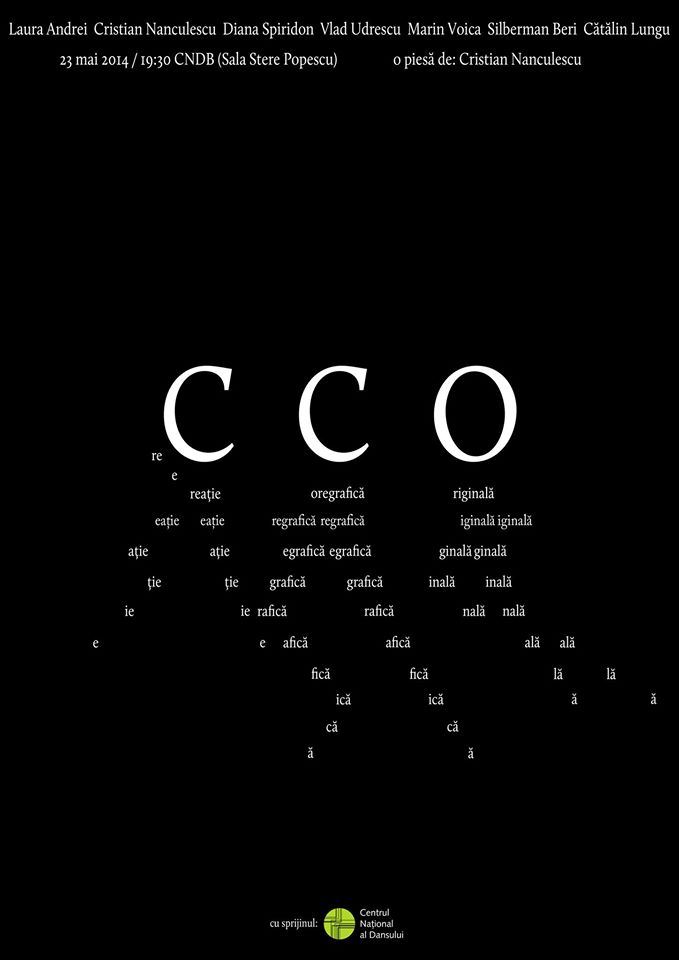 Laura Andrei Cristian Nanculescu Diana Spiridon Vlad Udrescu Marin Voica Silberman Beri Cătălin Lungu
23 mai 2014 / 19:30 CNDB (Sala Stere Popescu) o piesă de: Cristian Nanculescu
C C O
re
e
reație oregrafică riginală
eație eație regrafică regrafică iginală iginală
ație ație egrafică egrafică ginală ginală
ție ție grafică grafică inală inală
ie ie rafică rafică nală nală
e e afică afică ală ală
fică fică lă lă
ică ică ă ă
că că
ă ă
cu sprijinul:
Centrul
Național
al Dansului